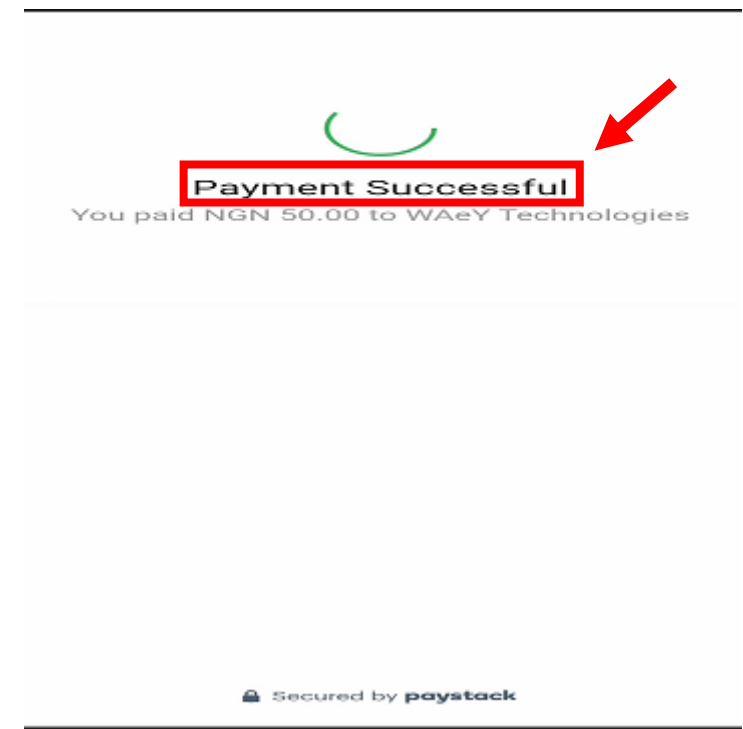 Payment Successful
You paid NGN 50.00 to WAeY Technologies
Secured by paystack